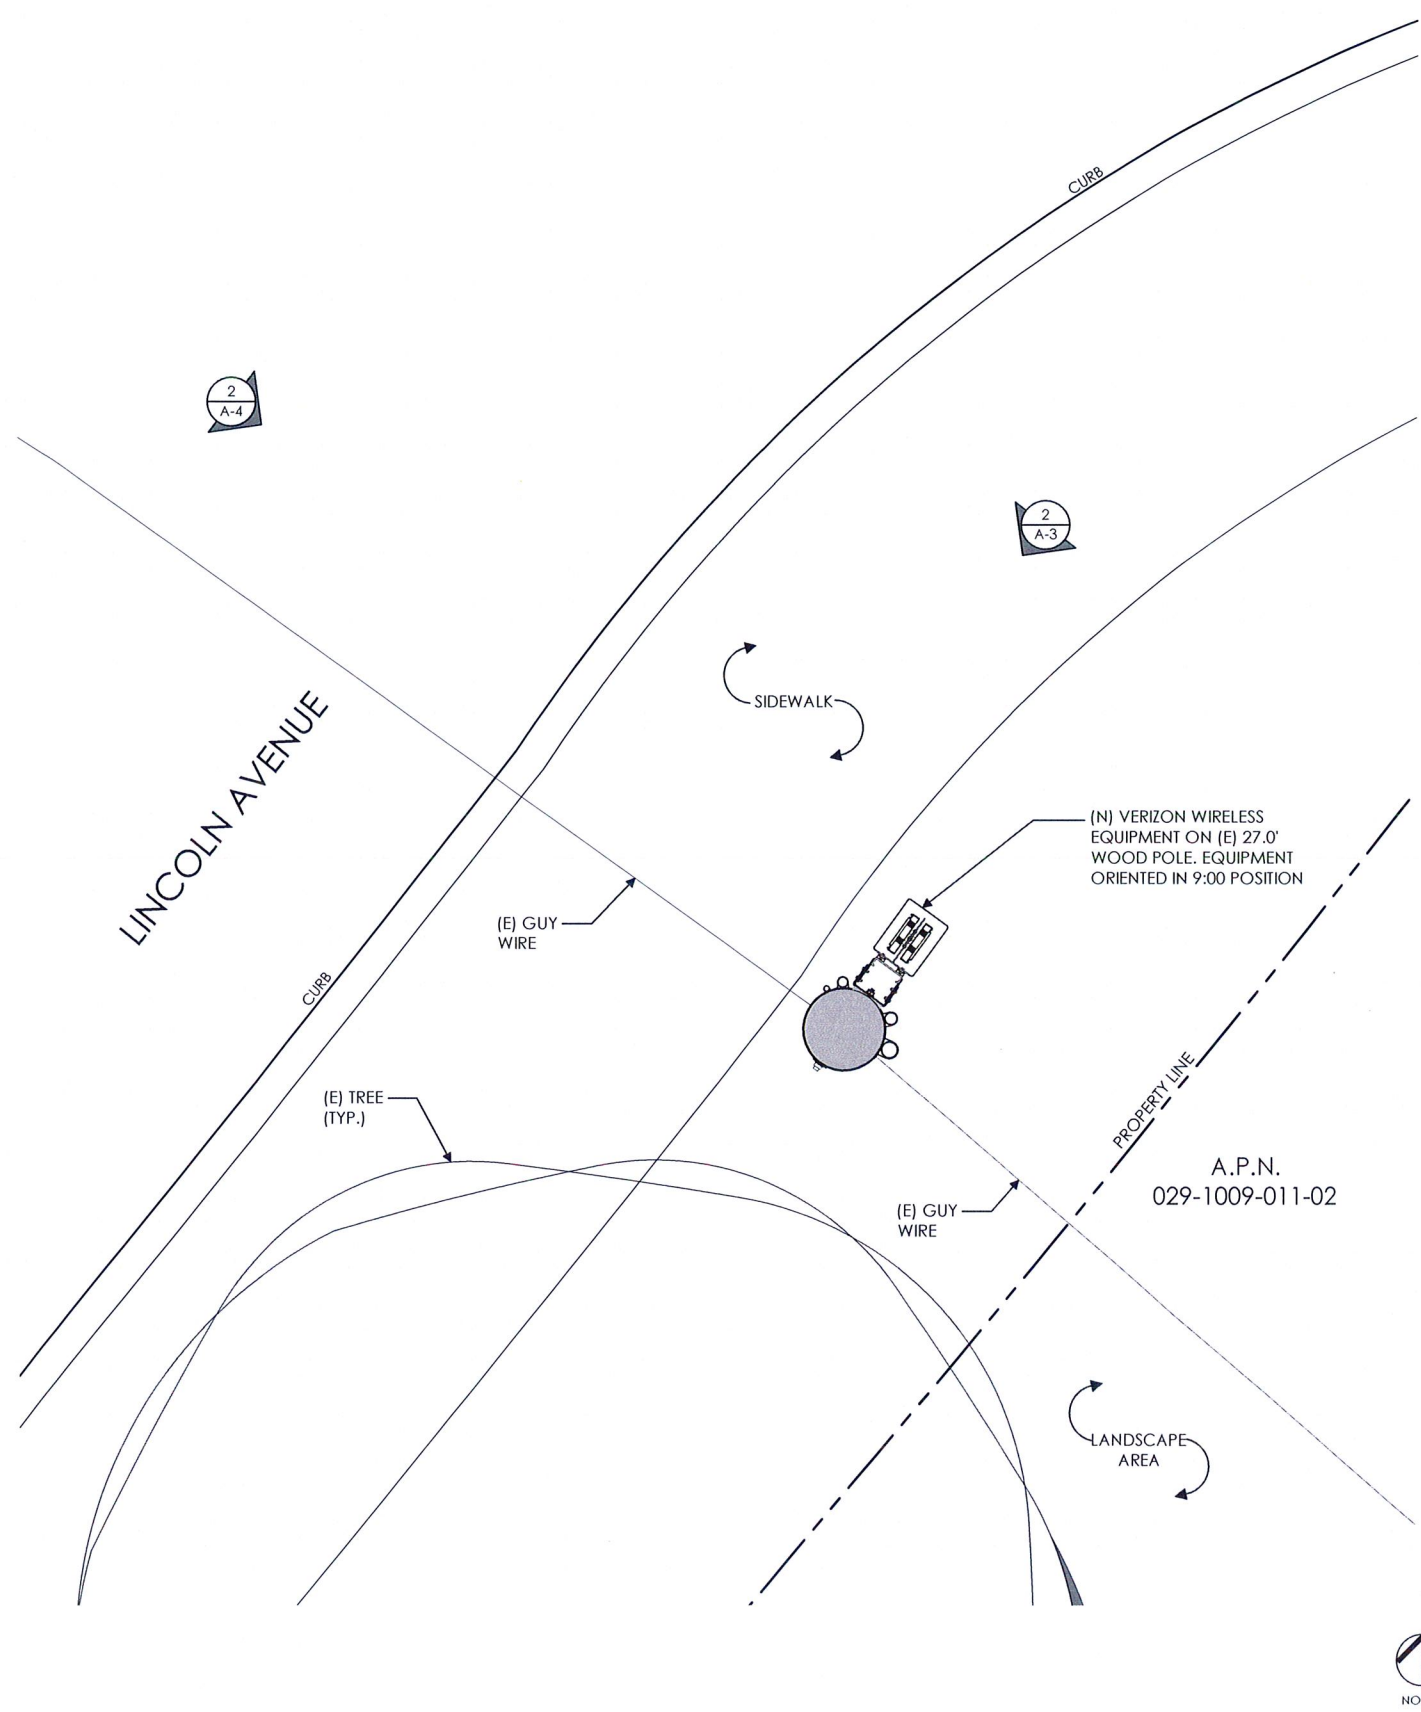 CURB
2
A-4
2
A-3
SIDEWALK
LINCOLN AVENUE
(N) VERIZON WIRELESS
EQUIPMENT ON (E) 27.0'
WOOD POLE. EQUIPMENT
ORIENTED IN 9:00 POSITION
(E) GUY
WIRE
CURB
PROPERTY LINE
(E) TREE
(TYP.)
A.P.N.
029-1009-011-02
(E) GUY
WIRE
LANDSCAPE
AREA
NO